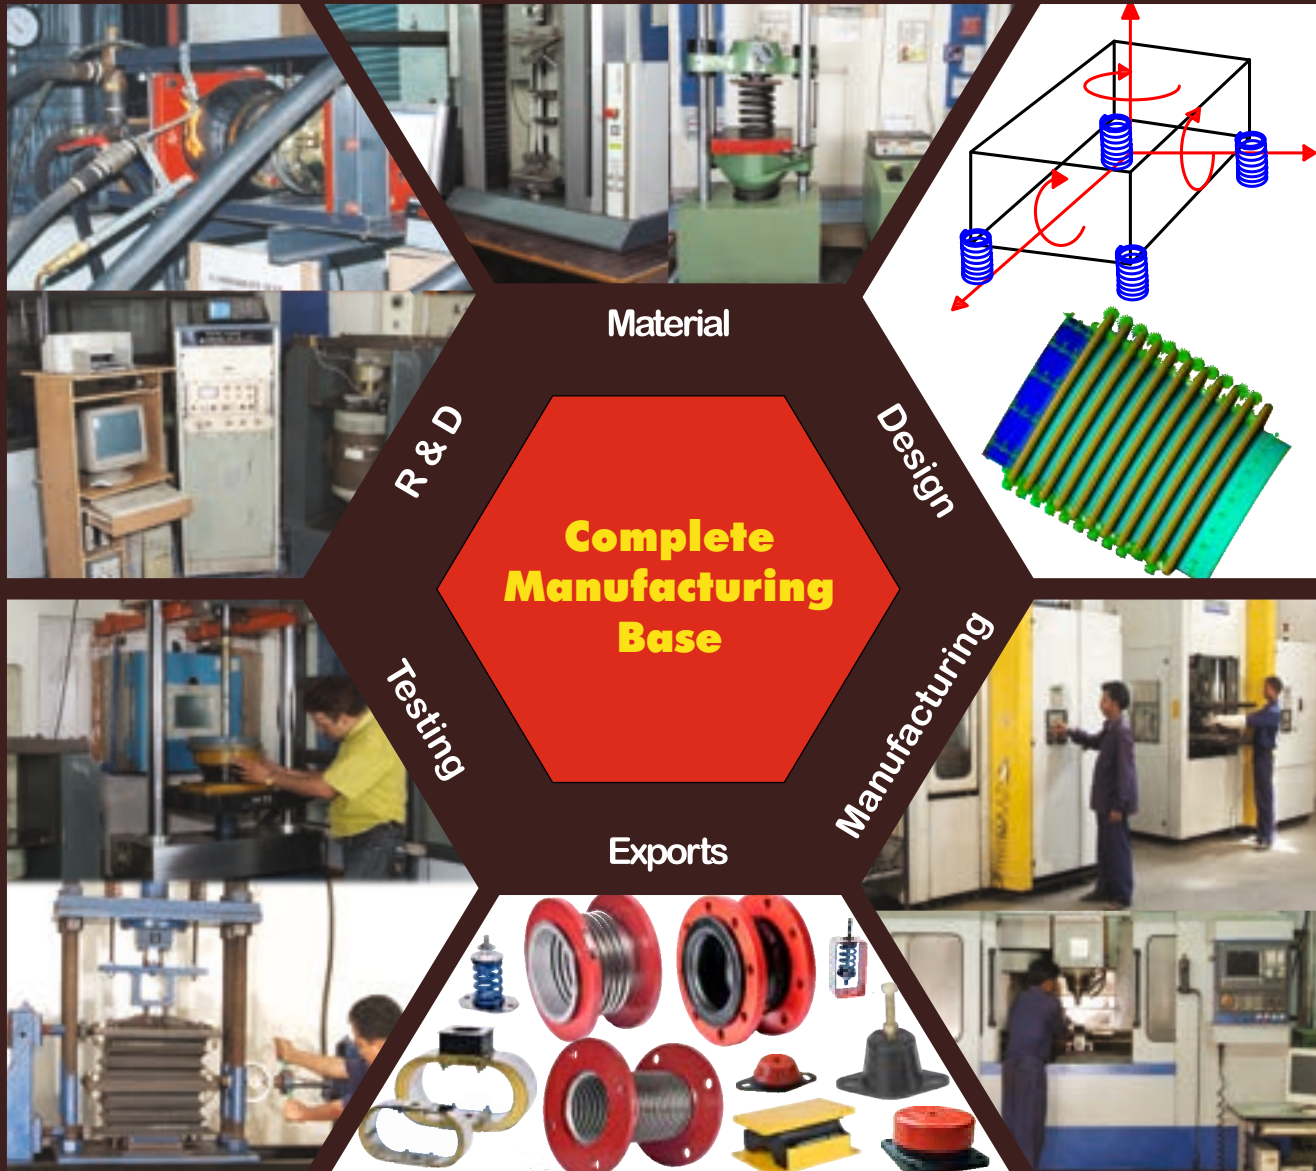 Material
R & D
Design
Complete
Manufacturing
Base
Testing
Manufacturing
Exports